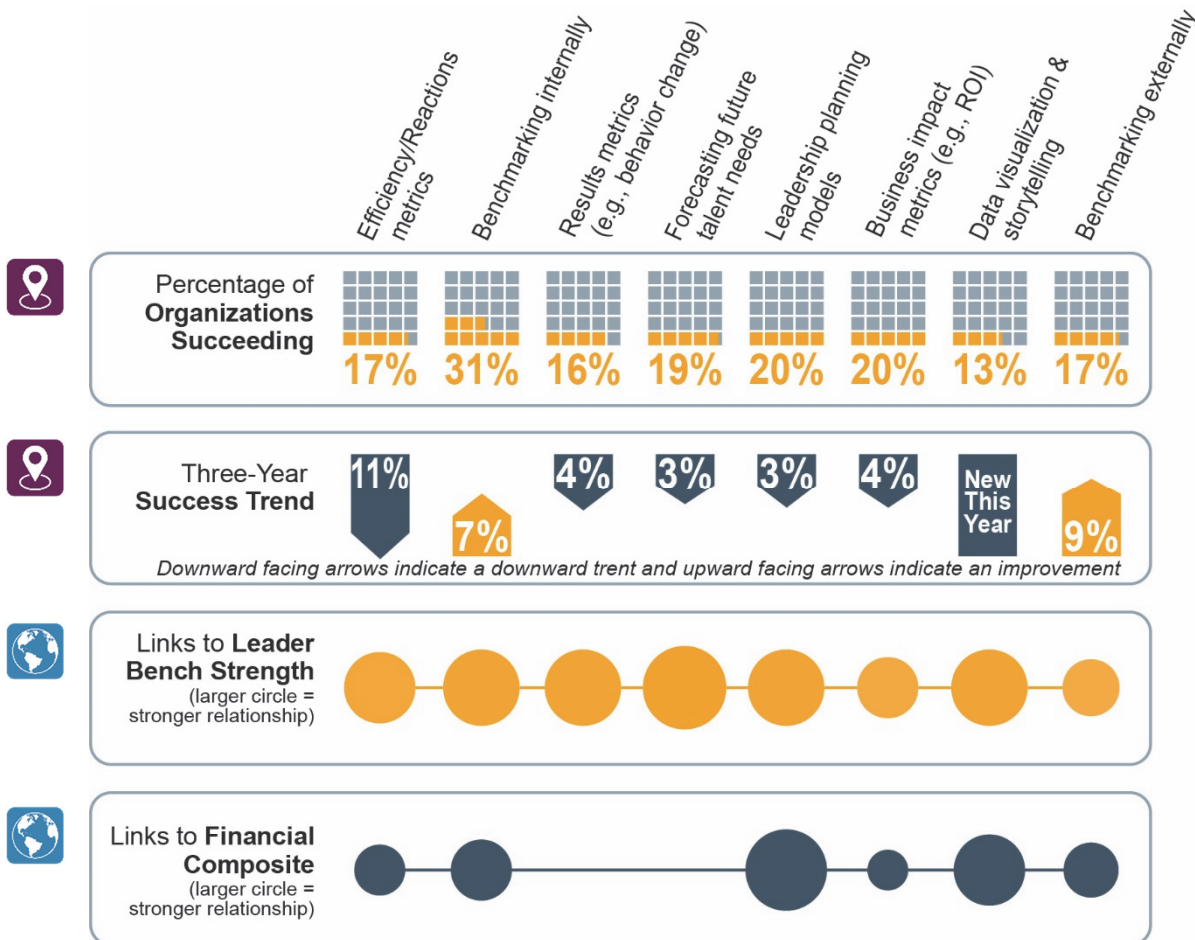 Efficiency/Reactions
metrics
Benchmarking internally
Results metrics
(e.g., behavior change)
Forecasting future
talent needs
Leadership planning
models
Business impact
metrics (e.g., ROI)
Data visualization &
storytelling
Benchmarking externally
Percentage of
Organizations
Succeeding
17% 31% 16% 19% 20% 20% 13% 17%
Three-Year
Success Trend
11% 7% 4% 3% 3% 4% New This Year 9%
Downward facing arrows indicate a downward trent and upward facing arrows indicate an improvement
Links to Leader
Bench Strength
(larger circle =
stronger relationship)
Links to Financial
Composite
(larger circle =
stronger relationship)